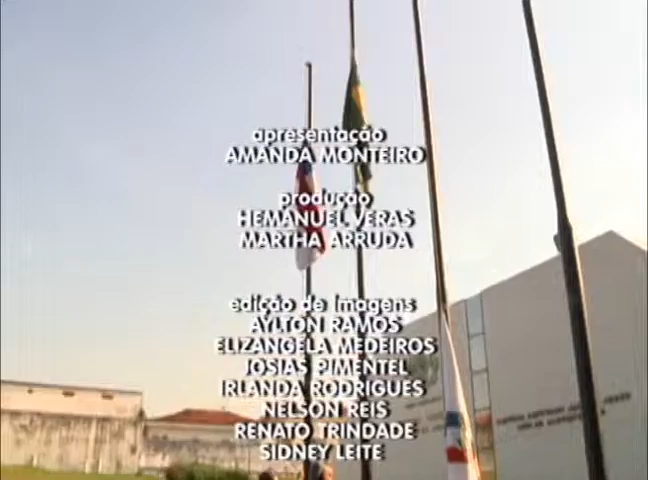 apresentação
AMANDA MONTEIRO
produção
HEMANUEL VERAS
MARTHA ARRUDA
edição de imagens
AYLTON RAMOS
ELIZANGELA MEDEIROS
JOSIAS PIMENTEL
IRLANDA RODRIGUES
NELSON REIS
RENATO TRINDADE
SIDNEY LEITE